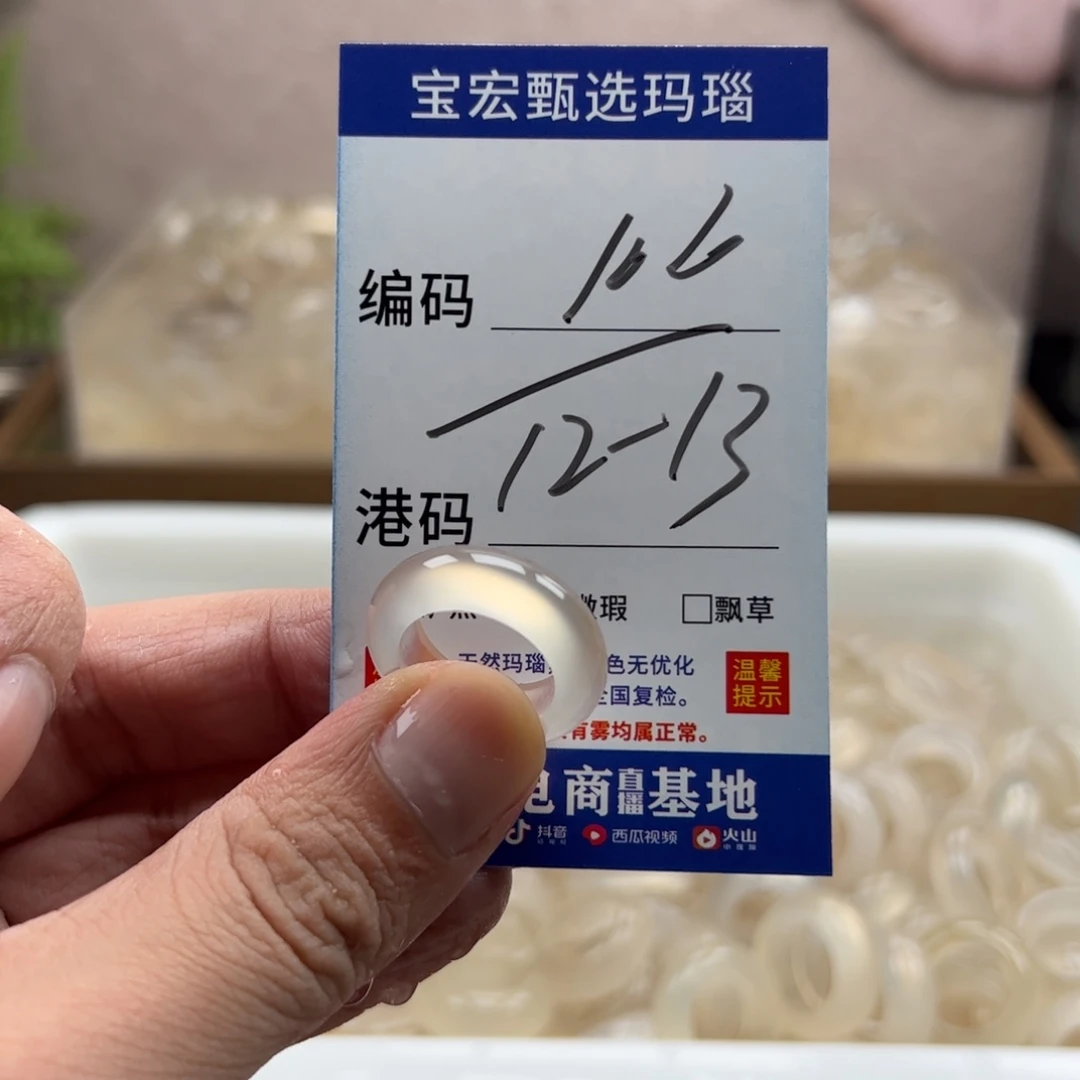 宝宏甄选玛瑙
编码 106
港码 12-13
瑕 飘草
天然玛瑙 色无优化 温馨
全国复检。 提示
有雾均属正常。
电商直播基地
抖音 西瓜视频 火山